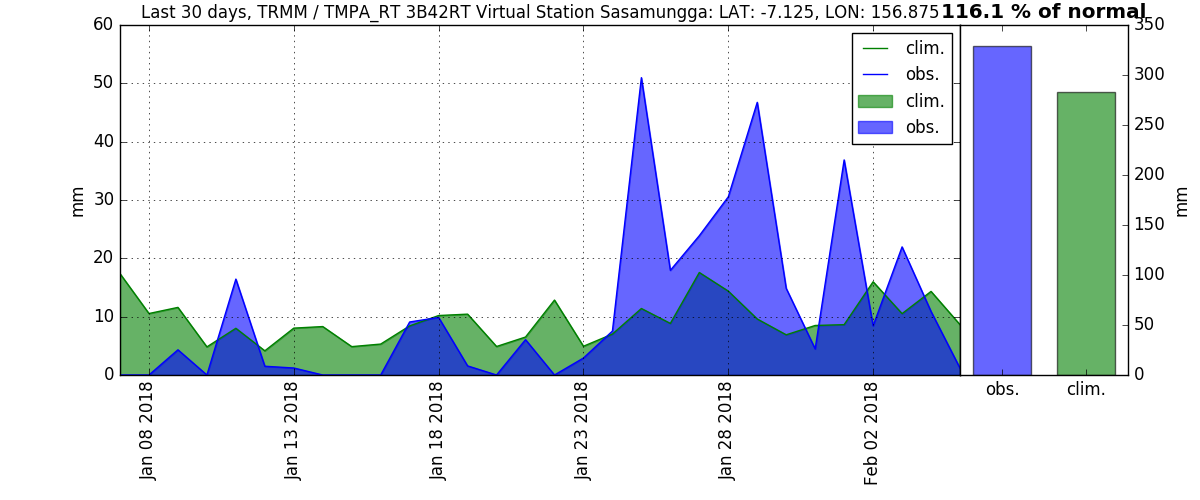 Last 30 days, TRMM / TMPA_RT 3B42RT Virtual Station Sasamungga: LAT: -7.125, LON: 156.875
116.1 % of normal
60
50
40
30
20
10
0
mm
clim.
obs.
clim.
obs.
Jan 08 2018
Jan 13 2018
Jan 18 2018
Jan 23 2018
Jan 28 2018
Feb 02 2018
350
300
250
200
150
100
50
0
mm
obs.
clim.